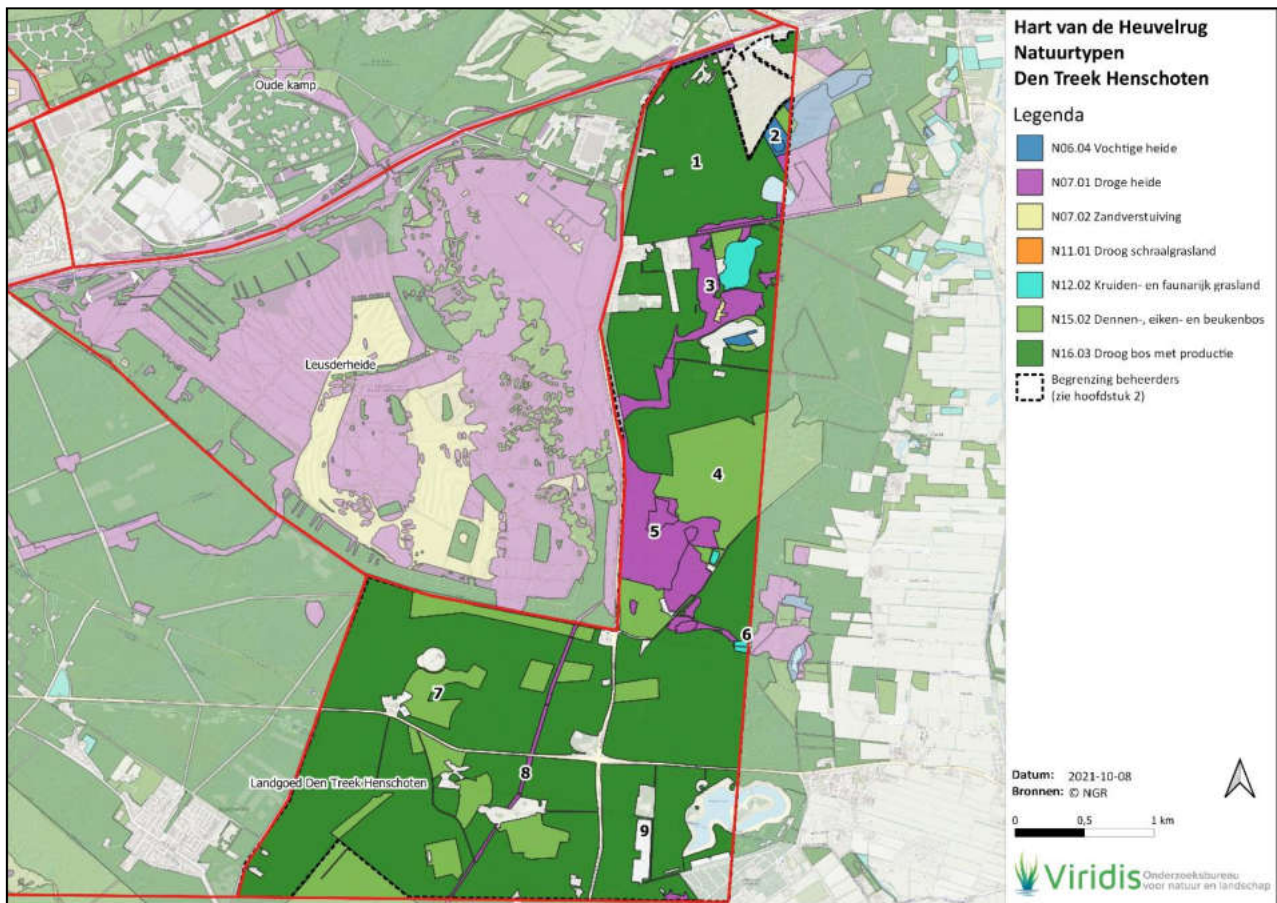 Hart van de Heuvelrug
Natuurtypen
Den Treek Henschoten
Legenda
N06.04 Vochtige heide
N07.01 Droge heide
N07.02 Zandverstuiving
N11.01 Droog schraalgrasland
N12.02 Kruiden- en faunarijk grasland
N15.02 Dennen-, eiken- en beukenbos
N16.03 Droog bos met productie
Begrenzing beheerders
(zie hoofdstuk 2)
Oude kamp
1
2
3
Leusderheide
4
5
6
7
8
Landgoed Den Treek Henschoten
9
Datum: 2021-10-08
Bronnen: © NGR
0 0,5 1 km
Viridis Onderzoeksbureau
voor natuur en landschap